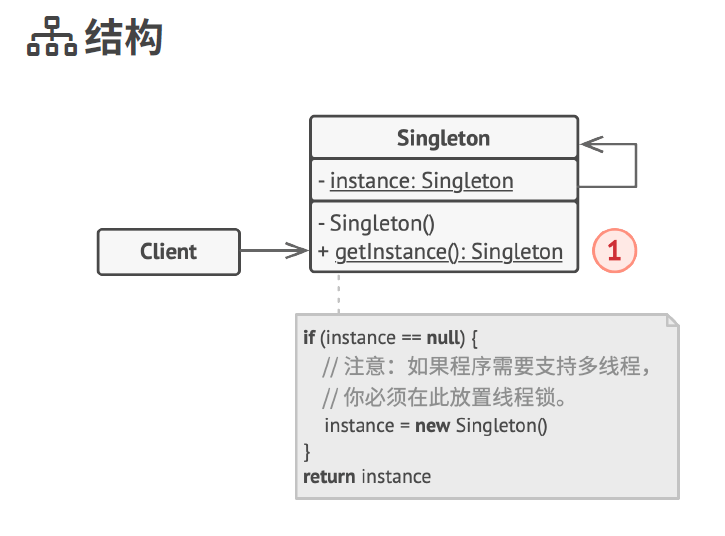 结构
Singleton
- instance: Singleton
- Singleton()
+ getInstance(): Singleton
Client
1
if (instance == null) {
// 注意：如果程序需要支持多线程，
// 你必须在此放置线程锁。
instance = new Singleton()
}
return instance